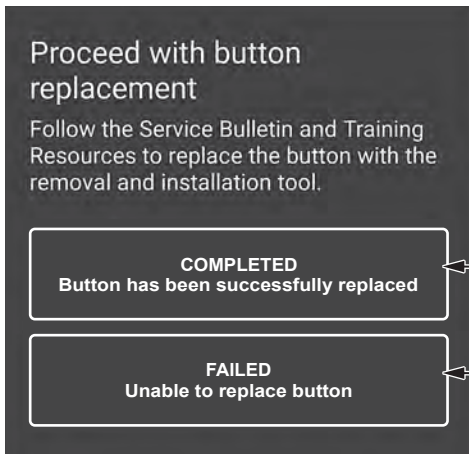 Proceed with button
replacement
Follow the Service Bulletin and Training
Resources to replace the button with the
removal and installation tool.
COMPLETED
Button has been successfully replaced
FAILED
Unable to replace button